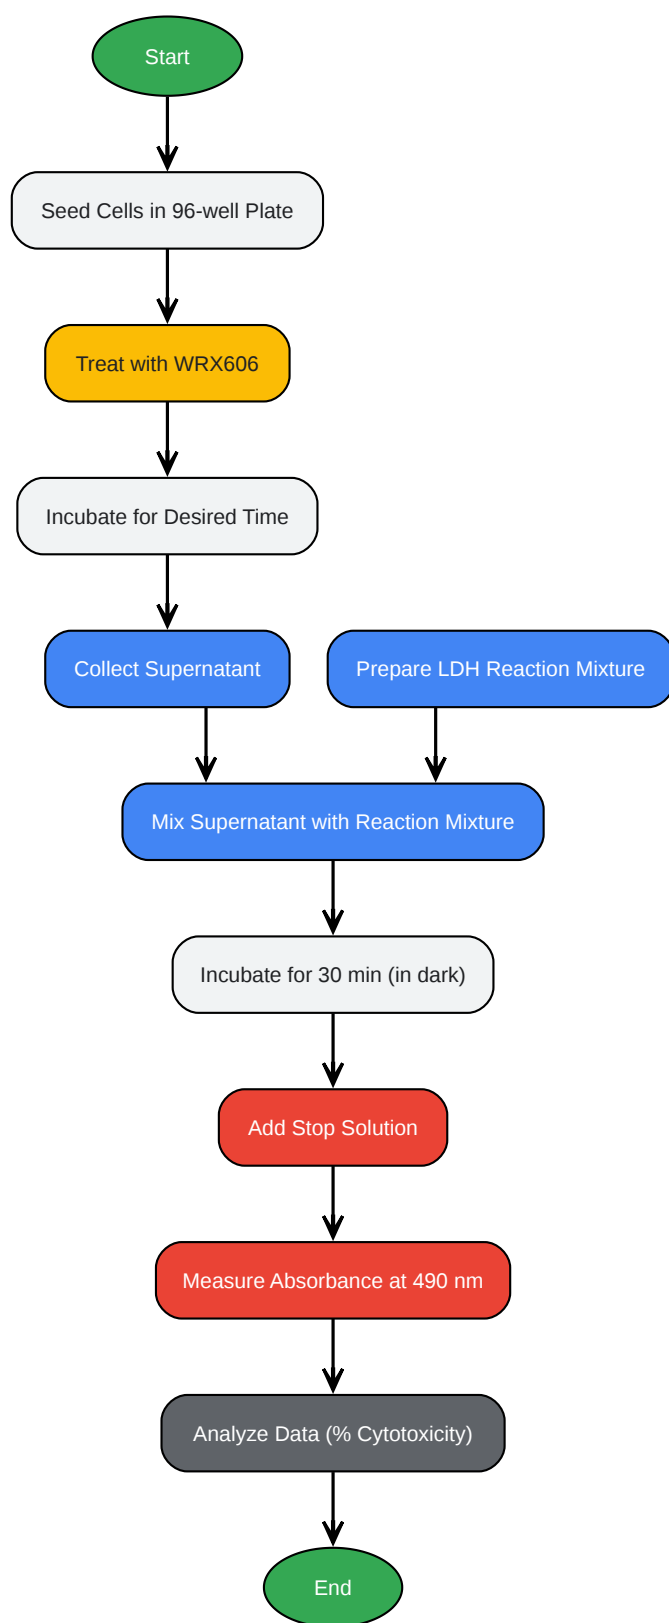 Start
Seed Cells in 96-well Plate
Treat with WRX606
Incubate for Desired Time
Collect Supernatant
Prepare LDH Reaction Mixture
Mix Supernatant with Reaction Mixture
Incubate for 30 min (in dark)
Add Stop Solution
Measure Absorbance at 490 nm
Analyze Data (% Cytotoxicity)
End